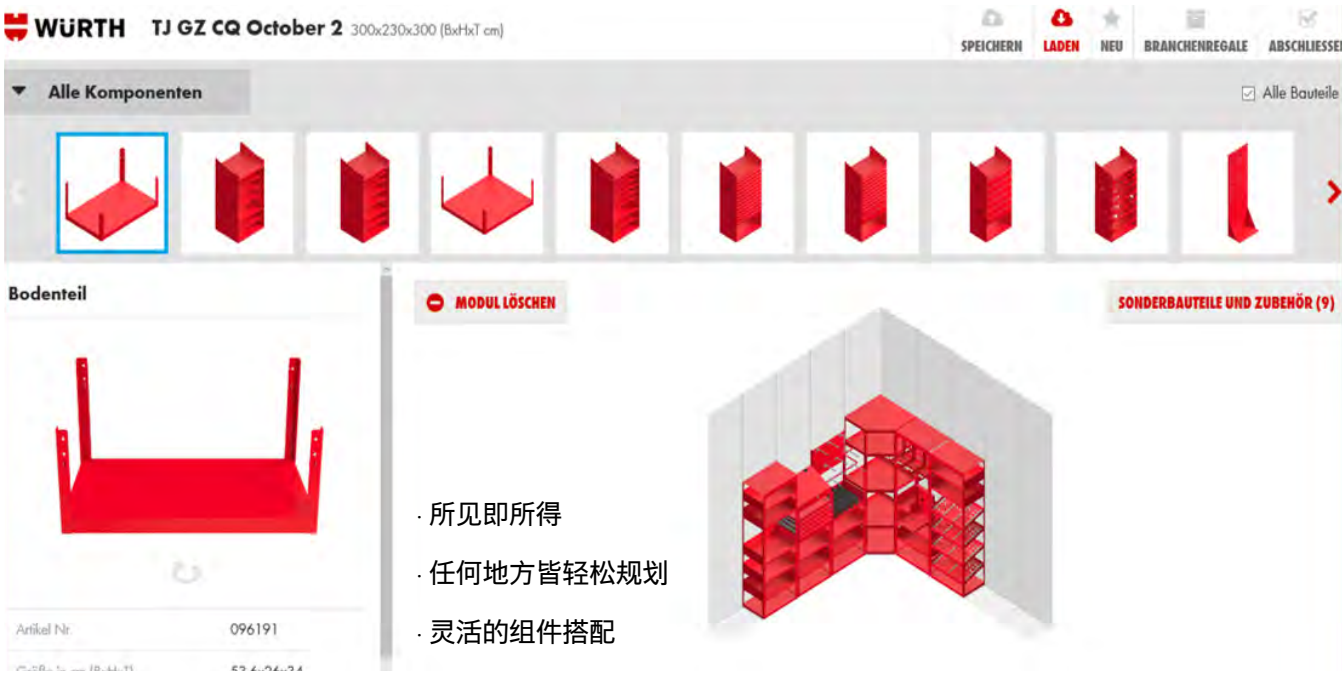 WÜRTH TJ GZ CQ October 2 300x230x300 (BxHxT cm)
SPEICHERN LADEN NEU BRANCHENREGALE ABSCHLIESSE
Alle Komponenten
Alle Bauteile
Bodenteil
MODUL LÖSCHEN
SONDERBAUTEILE UND ZUBEHÖR (9)
· 所见即所得
· 任何地方皆轻松规划
· 灵活的组件搭配
Artikel Nr. 096191